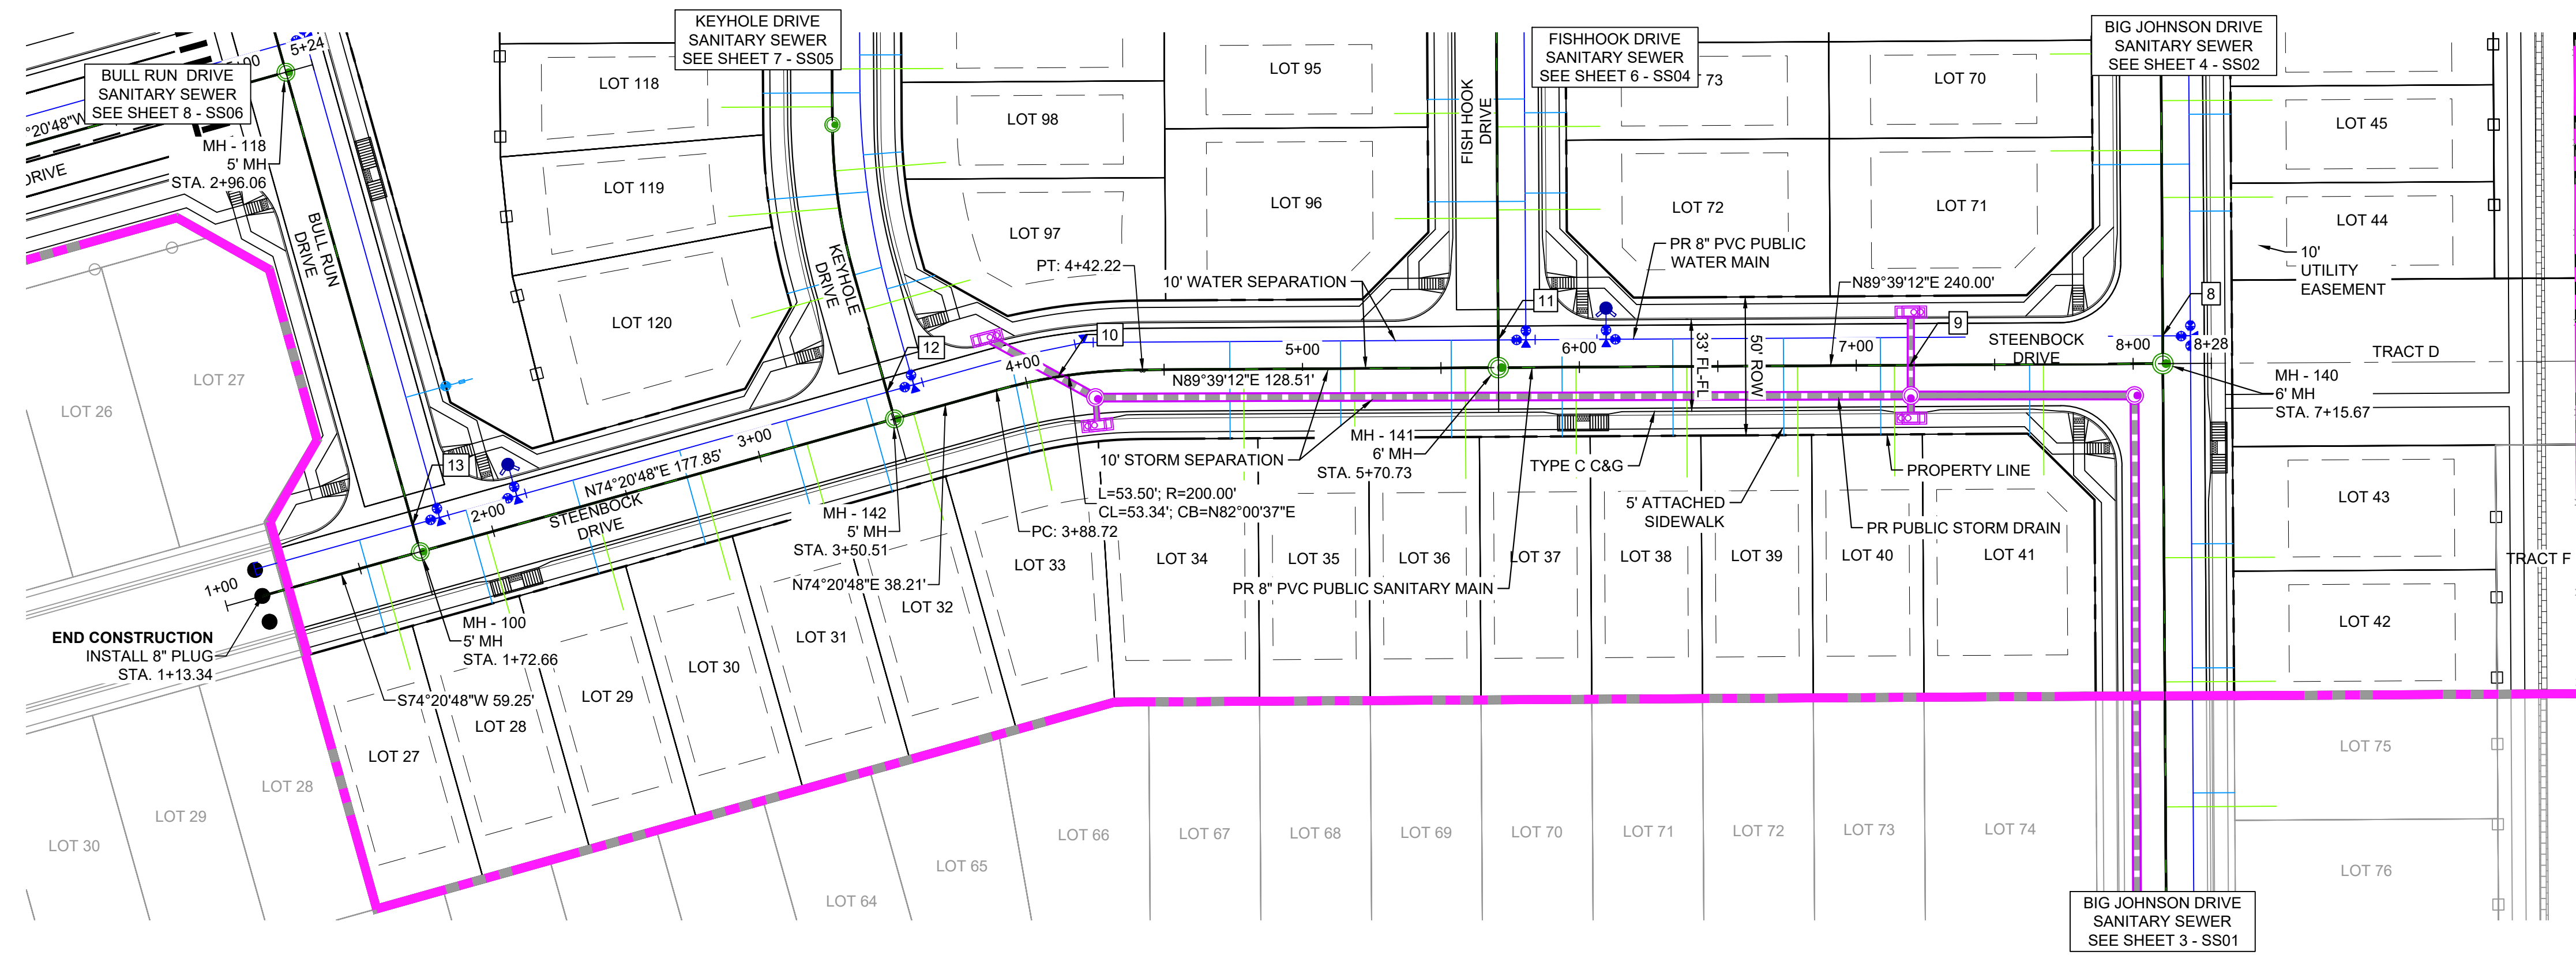 BULL RUN  DRIVE
SANITARY SEWER
SEE SHEET 8 - SS06
KEYHOLE DRIVE
SANITARY SEWER
SEE SHEET 7 - SS05
FISHHOOK DRIVE
SANITARY SEWER
SEE SHEET 6 - SS04
BIG JOHNSON DRIVE
SANITARY SEWER
SEE SHEET 4 - SS02
5+24
°20'48"W
DRIVE
MH - 118
5' MH
STA. 2+96.06
BULL RUN
DRIVE
LOT 118
LOT 119
LOT 120
KEYHOLE
DRIVE
LOT 98
LOT 97
LOT 95
LOT 96
FISH HOOK
DRIVE
73
LOT 72
LOT 70
LOT 71
LOT 45
LOT 44
10'
UTILITY
EASEMENT
PT: 4+42.22
10' WATER SEPARATION
PR 8" PVC PUBLIC
WATER MAIN
N89°39'12"E 240.00'
8
9
10
11
12
13
1+00
2+00
3+00
4+00
5+00
6+00
7+00
8+00
8+28
STEENBOCK
DRIVE
TRACT D
MH - 140
6' MH
STA. 7+15.67
33' FL-FL
50' ROW
N89°39'12"E 128.51'
N74°20'48"E 177.85'
STEENBOCK
DRIVE
10' STORM SEPARATION
MH - 141
6' MH
STA. 5+70.73
TYPE C C&G
5' ATTACHED
SIDEWALK
PROPERTY LINE
PR PUBLIC STORM DRAIN
L=53.50'; R=200.00'
CL=53.34'; CB=N82°00'37"E
PC: 3+88.72
MH - 142
5' MH
STA. 3+50.51
N74°20'48"E 38.21'
PR 8" PVC PUBLIC SANITARY MAIN
END CONSTRUCTION
INSTALL 8" PLUG
STA. 1+13.34
MH - 100
5' MH
STA. 1+72.66
S74°20'48"W 59.25'
LOT 26
LOT 27
LOT 27
LOT 28
LOT 29
LOT 30
LOT 31
LOT 32
LOT 33
LOT 34
LOT 35
LOT 36
LOT 37
LOT 38
LOT 39
LOT 40
LOT 41
LOT 43
LOT 42
TRACT F
LOT 28
LOT 29
LOT 30
LOT 64
LOT 65
LOT 66
LOT 67
LOT 68
LOT 69
LOT 70
LOT 71
LOT 72
LOT 73
LOT 74
LOT 75
LOT 76
BIG JOHNSON DRIVE
SANITARY SEWER
SEE SHEET 3 - SS01